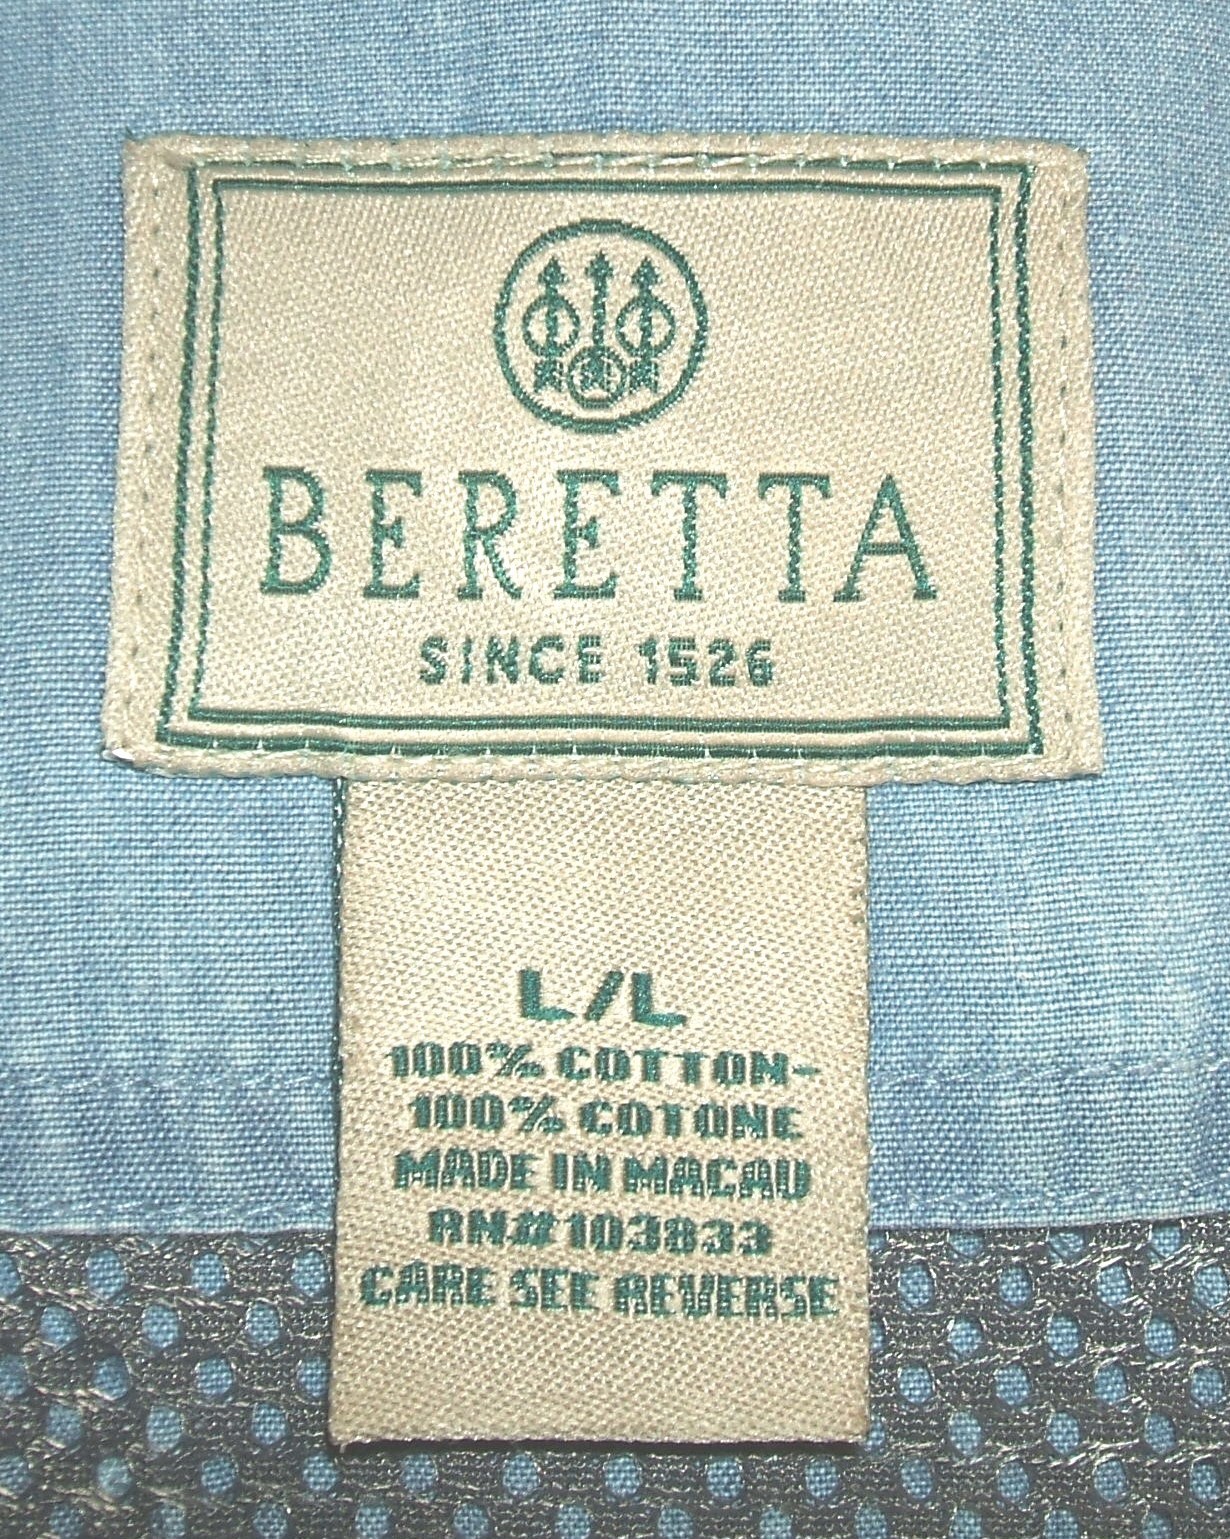 BERETTA
SINCE 1526
L/L
100% COTTON-
100% COTONE
MADE IN MACAU
RN#103833
CARE SEE REVERSE